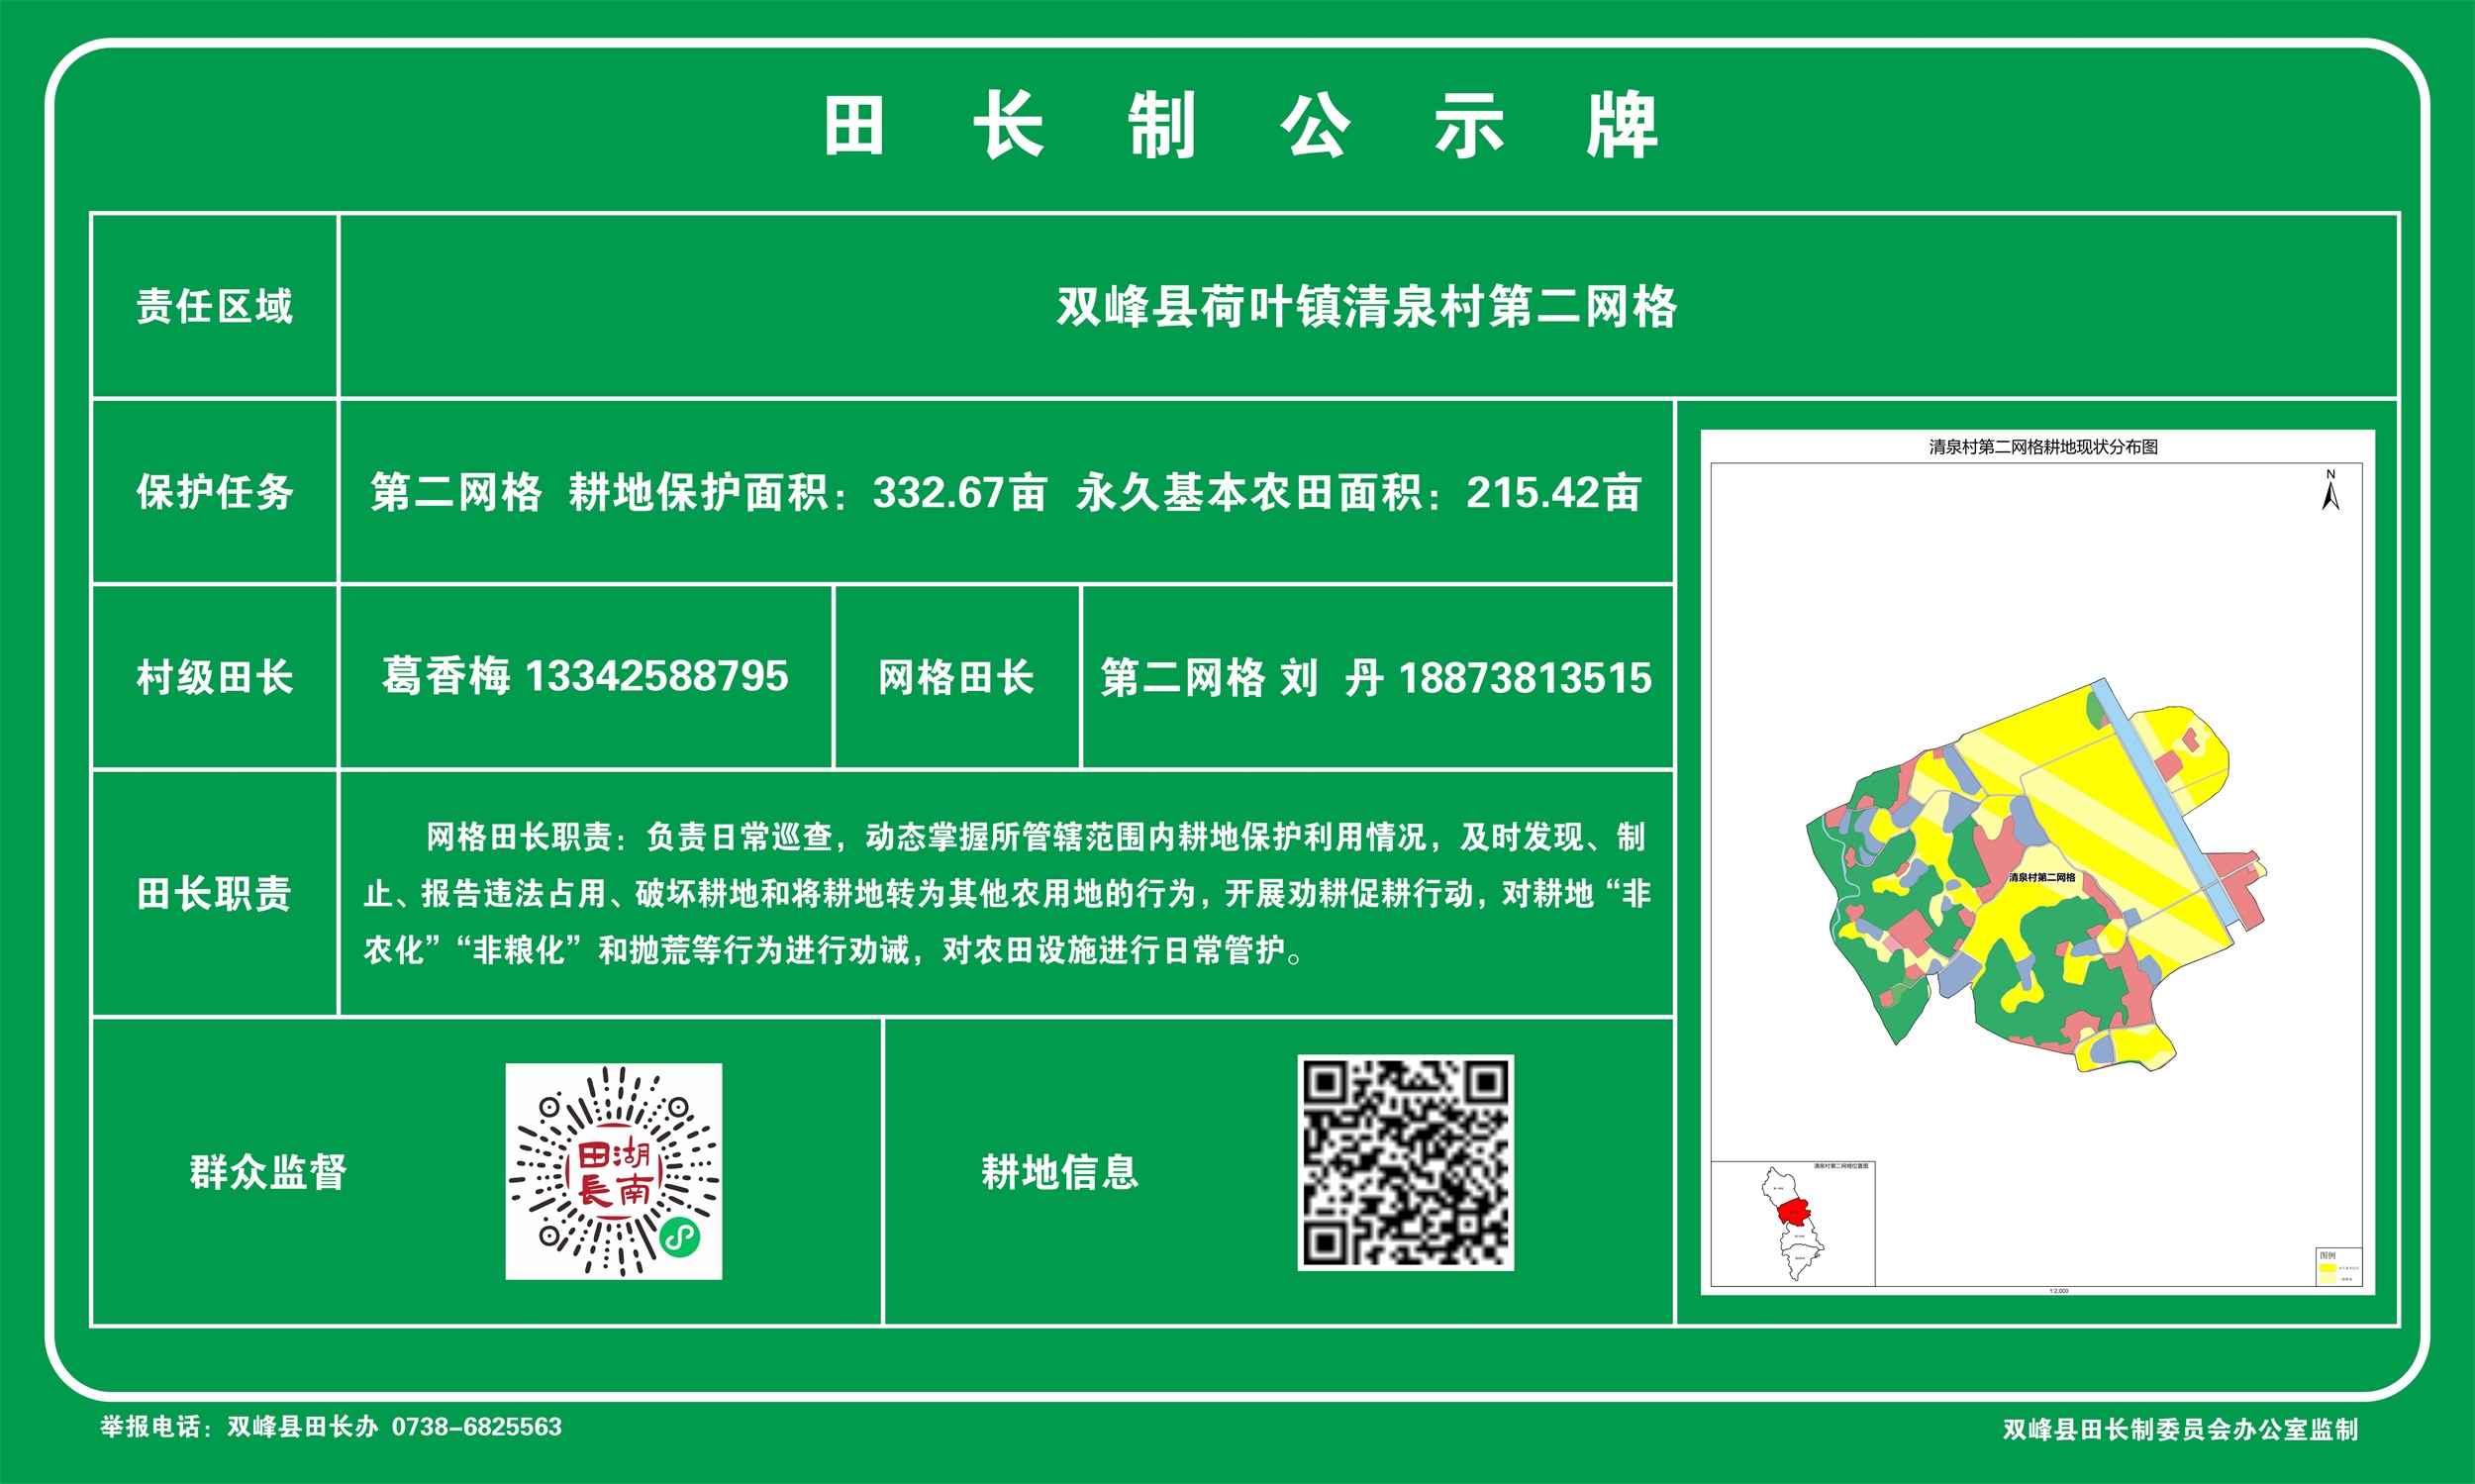 田长制公示牌
责任区域
双峰县荷叶镇清泉村第二网格
保护任务
第二网格 耕地保护面积：332.67亩 永久基本农田面积：215.42亩
村级田长
葛香梅 13342588795
网格田长
第二网格 刘 丹 18873813515
田长职责
网格田长职责：负责日常巡查，动态掌握所管辖范围内耕地保护利用情况，及时发现、制
止、报告违法占用、破坏耕地和将耕地转为其他农用地的行为，开展劝耕促耕行动，对耕地“非
农化”“非粮化”和抛荒等行为进行劝诫，对农田设施进行日常管护。
群众监督
湖南
田長
耕地信息
清泉村第二网格耕地现状分布图
N
清泉村第二网格
清泉村第二网格位置图
图例
1:2,000
举报电话：双峰县田长办 0738-6825563
双峰县田长制委员会办公室监制